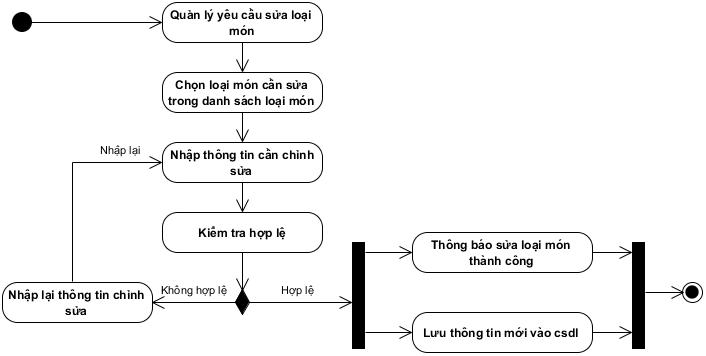 Quản lý yêu cầu sửa loại
món
Chọn loại món cần sửa
trong danh sách loại món
Nhập lại
Nhập thông tin cần chỉnh
sửa
Kiểm tra hợp lệ
Thông báo sửa loại món
thành công
Không hợp lệ
Hợp lệ
Nhập lại thông tin chỉnh
sửa
Lưu thông tin mới vào csdl